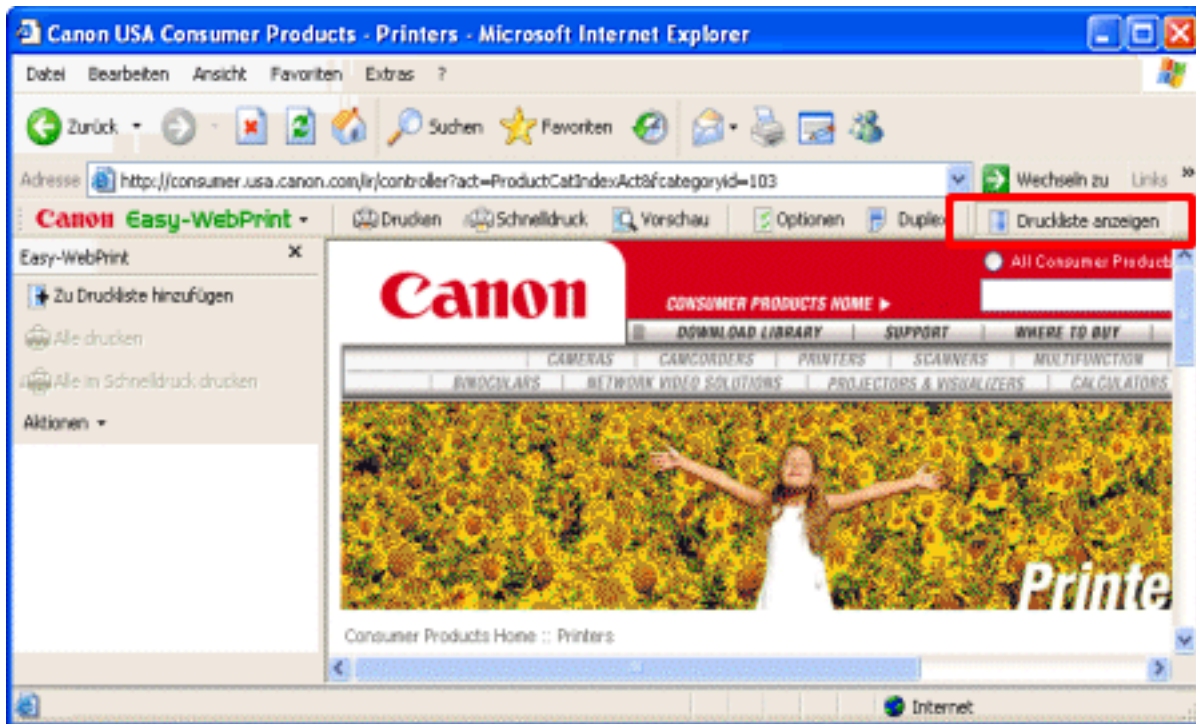 Canon USA Consumer Products - Printers - Microsoft Internet Explorer
Datei Bearbeiten Ansicht Favoriten Extras ?
Zurück Suchen Favoriten
Adresse http://consumer.usa.canon.com/ir/controller?act=ProductCatIndexAct&fcategoryid=103 Wechseln zu Links »
Canon Easy-WebPrint Drucken Schnelldruck Vorschau Optionen Duplex Druckliste anzeigen
Easy-WebPrint x
Zu Druckliste hinzufügen
Alle drucken
Alle im Schnelldruck drucken
Aktionen
All Consumer Products
Canon
CONSUMER PRODUCTS HOME
DOWNLOAD LIBRARY | SUPPORT | WHERE TO BUY |
CAMERAS | CAMCORDERS | PRINTERS | SCANNERS | MULTIFUNCTION
BINOCULARS | NETWORK VIDEO SOLUTIONS | PROJECTORS & VISUALIZERS | CALCULATORS
Printe
Consumer Products Home :: Printers
Internet